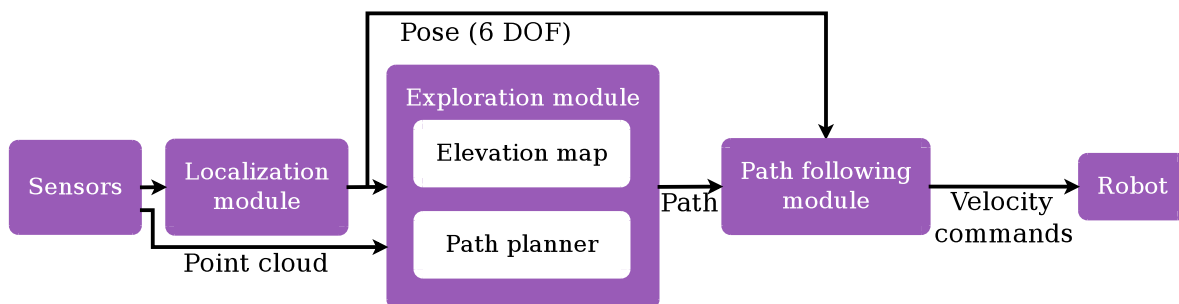 Pose (6 DOF)
Exploration module
Elevation map
Path planner
Sensors
Localization
module
Point cloud
Path
Path following
module
Velocity
commands
Robot